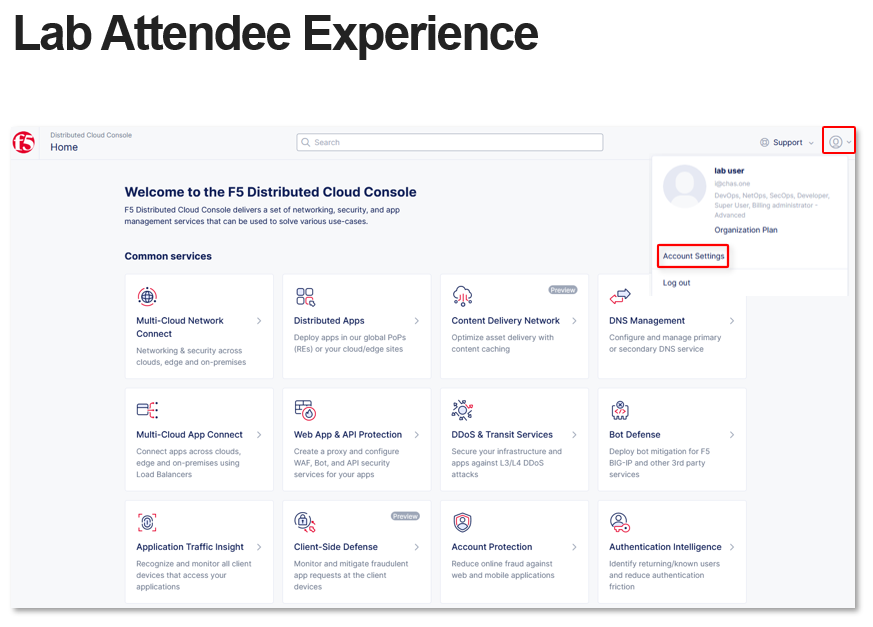 Lab Attendee Experience
f5
Distributed Cloud Console
Home
Search
Support
lab user
l@chas.one
DevOps, NetOps, SecOps, Developer,
Super User, Billing administrator -
Advanced
Organization Plan
Account Settings
Log out
Welcome to the F5 Distributed Cloud Console
F5 Distributed Cloud Console delivers a set of networking, security, and app
management services that can be used to solve various use-cases.
Common services
Multi-Cloud Network
Connect
Networking & security across
clouds, edge and on-premises
Distributed Apps
Deploy apps in our global PoPs
(REs) or your cloud/edge sites
Preview
Content Delivery Network
Optimize asset delivery with
content caching
DNS Management
Configure and manage primary
or secondary DNS service
Multi-Cloud App Connect
Connect apps across clouds,
edge and on-premises using
Load Balancers
Web App & API Protection
Create a proxy and configure
WAF, Bot, and API security
services for your apps
DDoS & Transit Services
Secure your infrastructure and
apps against L3/L4 DDoS
attacks
Bot Defense
Deploy bot mitigation for F5
BIG-IP and other 3rd party
services
Application Traffic Insight
Recognize and monitor all client
devices that access your
applications
Preview
Client-Side Defense
Monitor and mitigate fraudulent
app requests at the client
devices
Account Protection
Reduce online fraud against
web and mobile applications
Authentication Intelligence
Identify returning/known users
and reduce authentication
friction